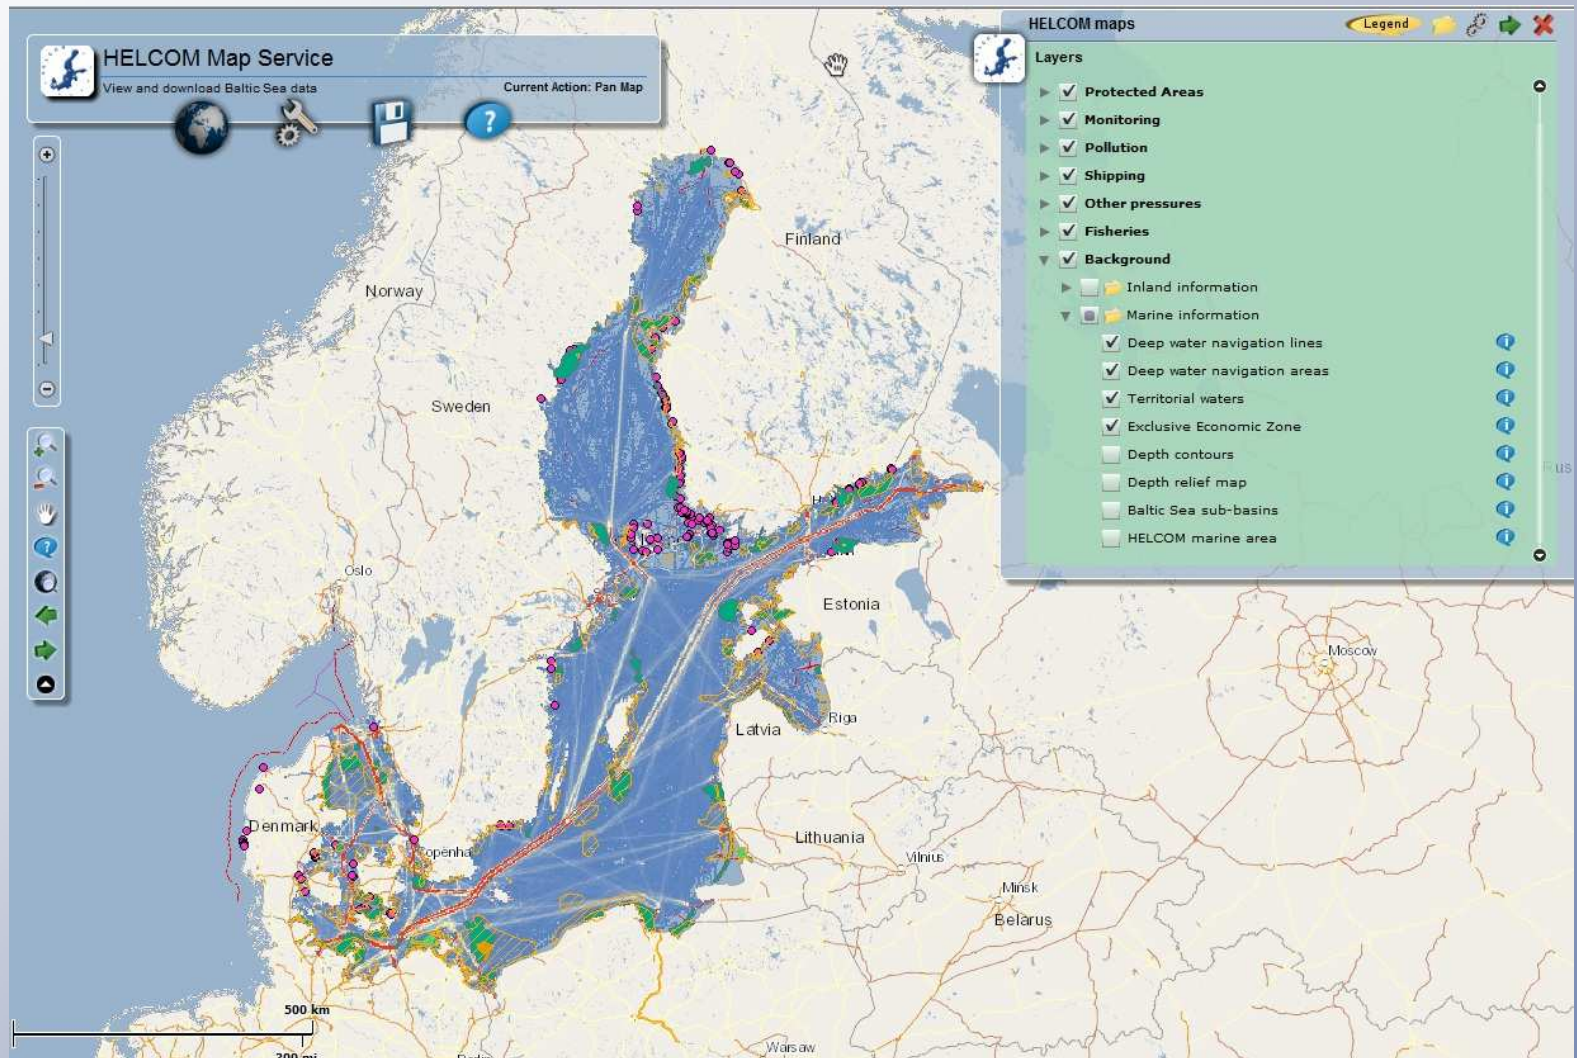 HELCOM Map Service
View and download Baltic Sea data
Current Action: Pan Map
HELCOM maps
Legend
Layers
Protected Areas
Monitoring
Pollution
Shipping
Other pressures
Fisheries
Background
Inland information
Marine information
Deep water navigation lines
Deep water navigation areas
Territorial waters
Exclusive Economic Zone
Depth contours
Depth relief map
Baltic Sea sub-basins
HELCOM marine area
Finland
Norway
Sweden
Oslo
Estonia
Moscow
Riga
Latvia
Denmark
Copenha
Lithuania
Vilnius
Minsk
Belarus
500 km
Warsaw